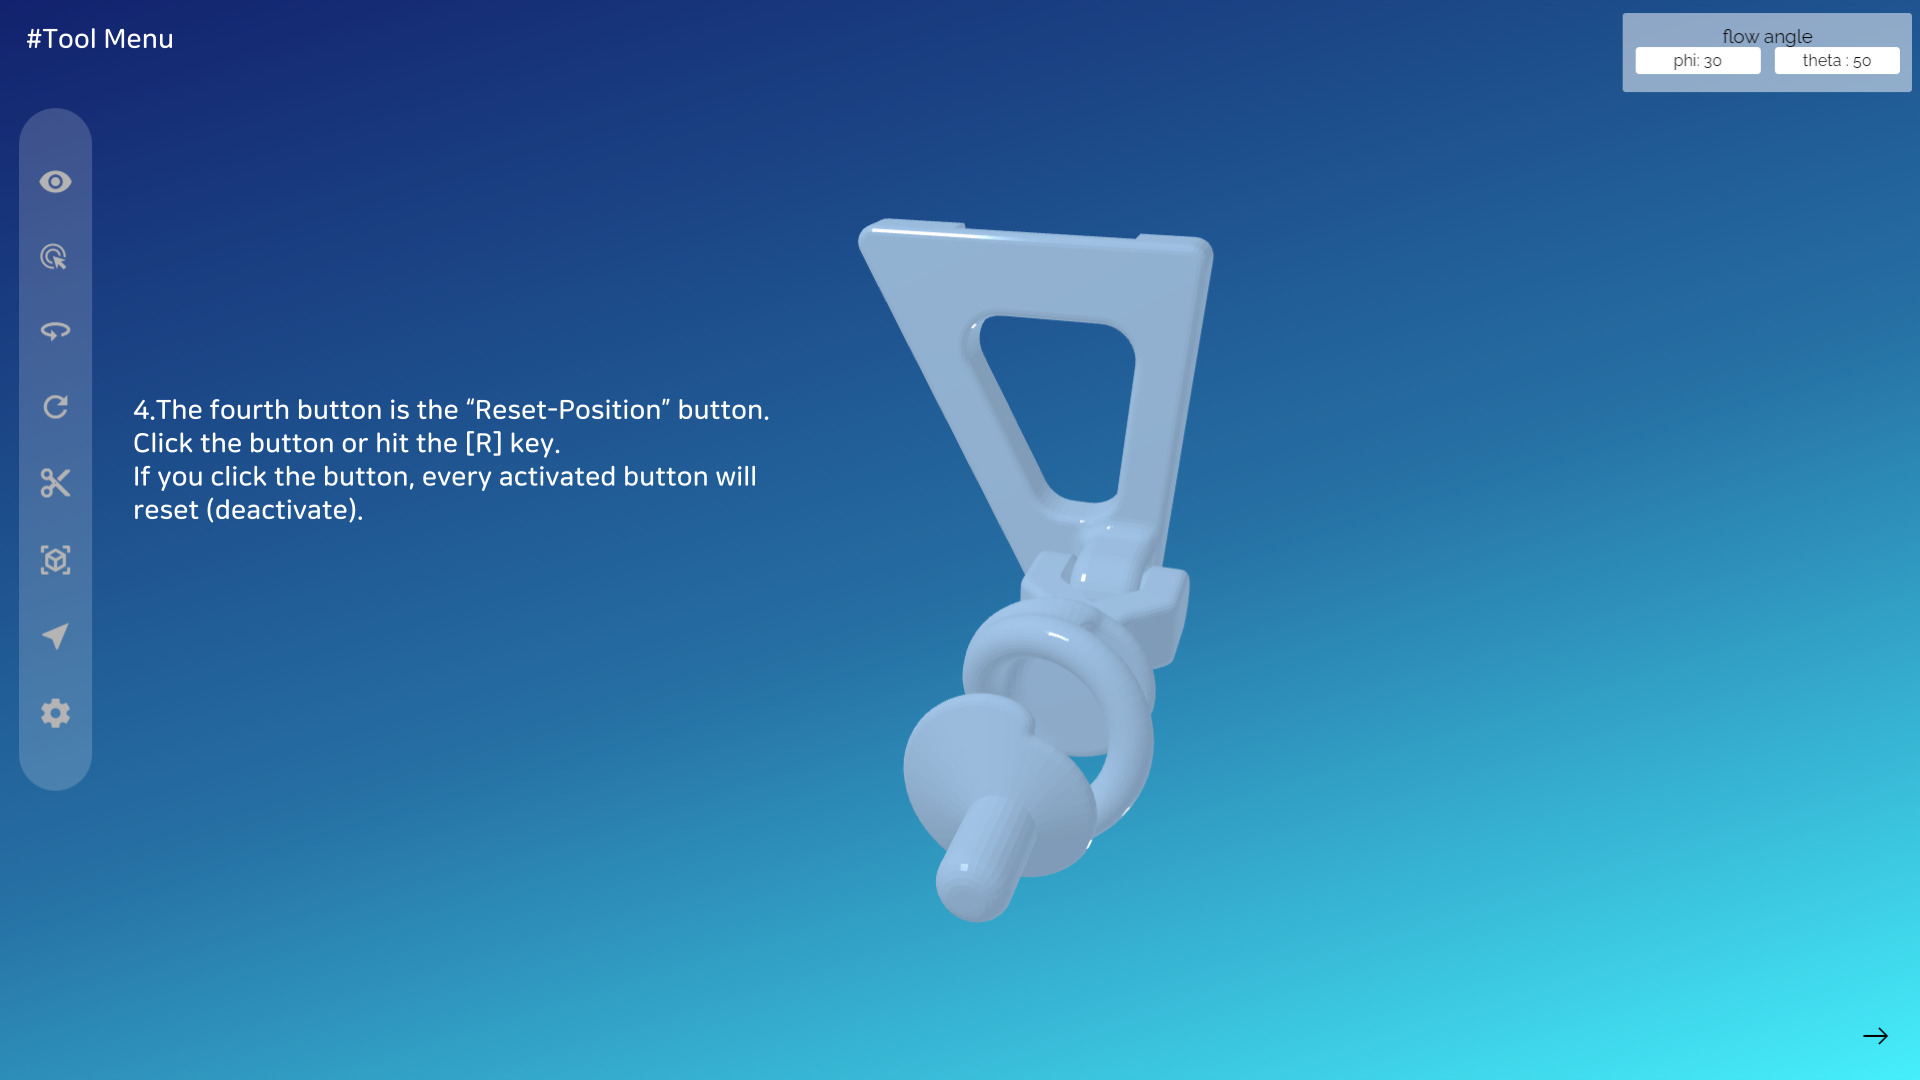 #Tool Menu
flow angle
phi: 30
theta : 50
4.The fourth button is the “Reset-Position” button.
Click the button or hit the [R] key.
If you click the button, every activated button will
reset (deactivate).